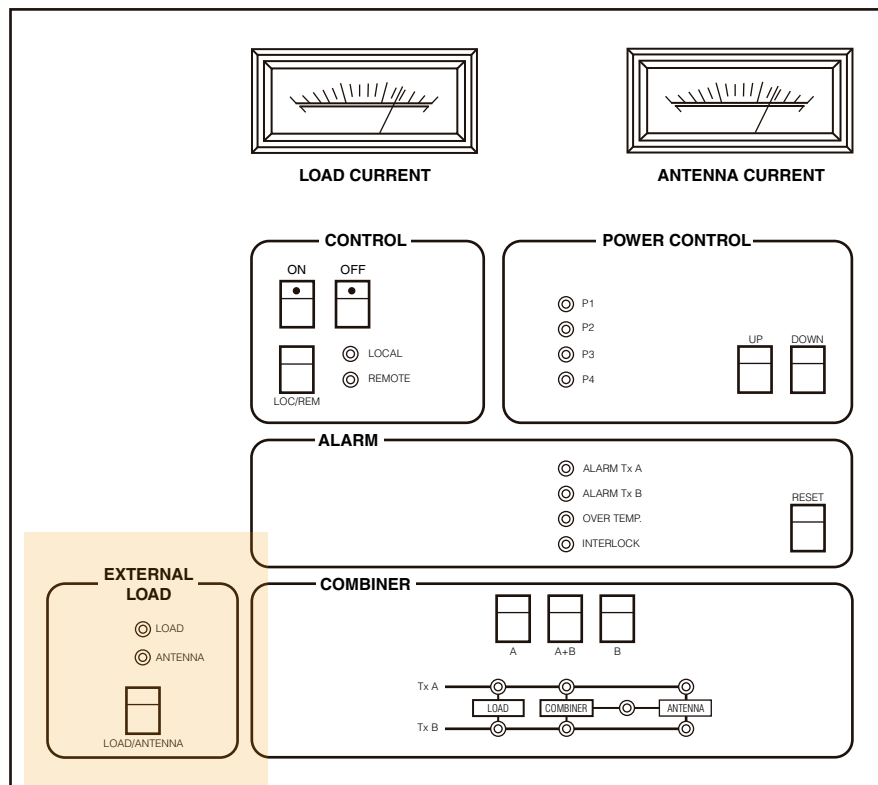 LOAD CURRENT
ANTENNA CURRENT
CONTROL
ON OFF
LOCAL
REMOTE
LOC/REM
POWER CONTROL
P1
P2
P3
P4
UP DOWN
ALARM
ALARM Tx A
ALARM Tx B
OVER TEMP.
INTERLOCK
RESET
EXTERNAL
LOAD
LOAD
ANTENNA
LOAD/ANTENNA
COMBINER
A A+B B
Tx A
LOAD COMBINER ANTENNA
Tx B